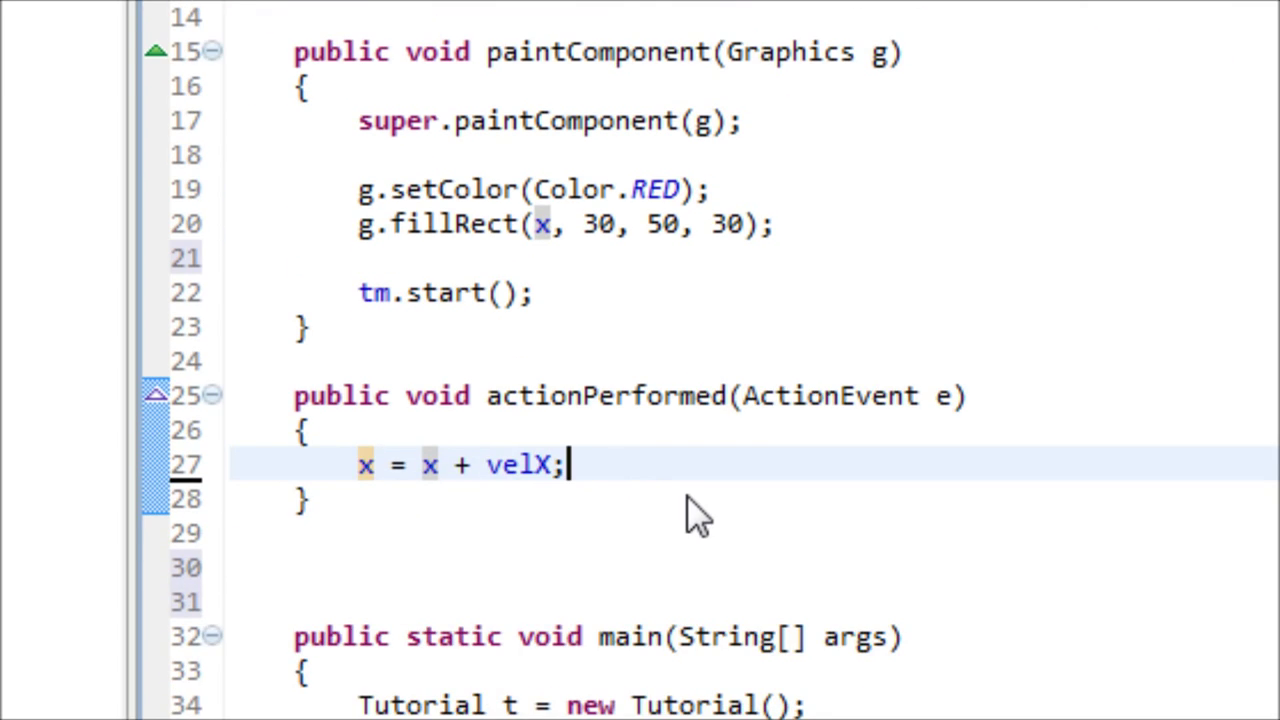 14
15 public void paintComponent(Graphics g)
16 {
17 super.paintComponent(g);
18
19 g.setColor(Color.RED);
20 g.fillRect(x, 30, 50, 30);
21
22 tm.start();
23 }
24
25 public void actionPerformed(ActionEvent e)
26 {
27 x = x + velX;
28 }
29
30
31
32 public static void main(String[] args)
33 {
34 Tutorial t = new Tutorial();